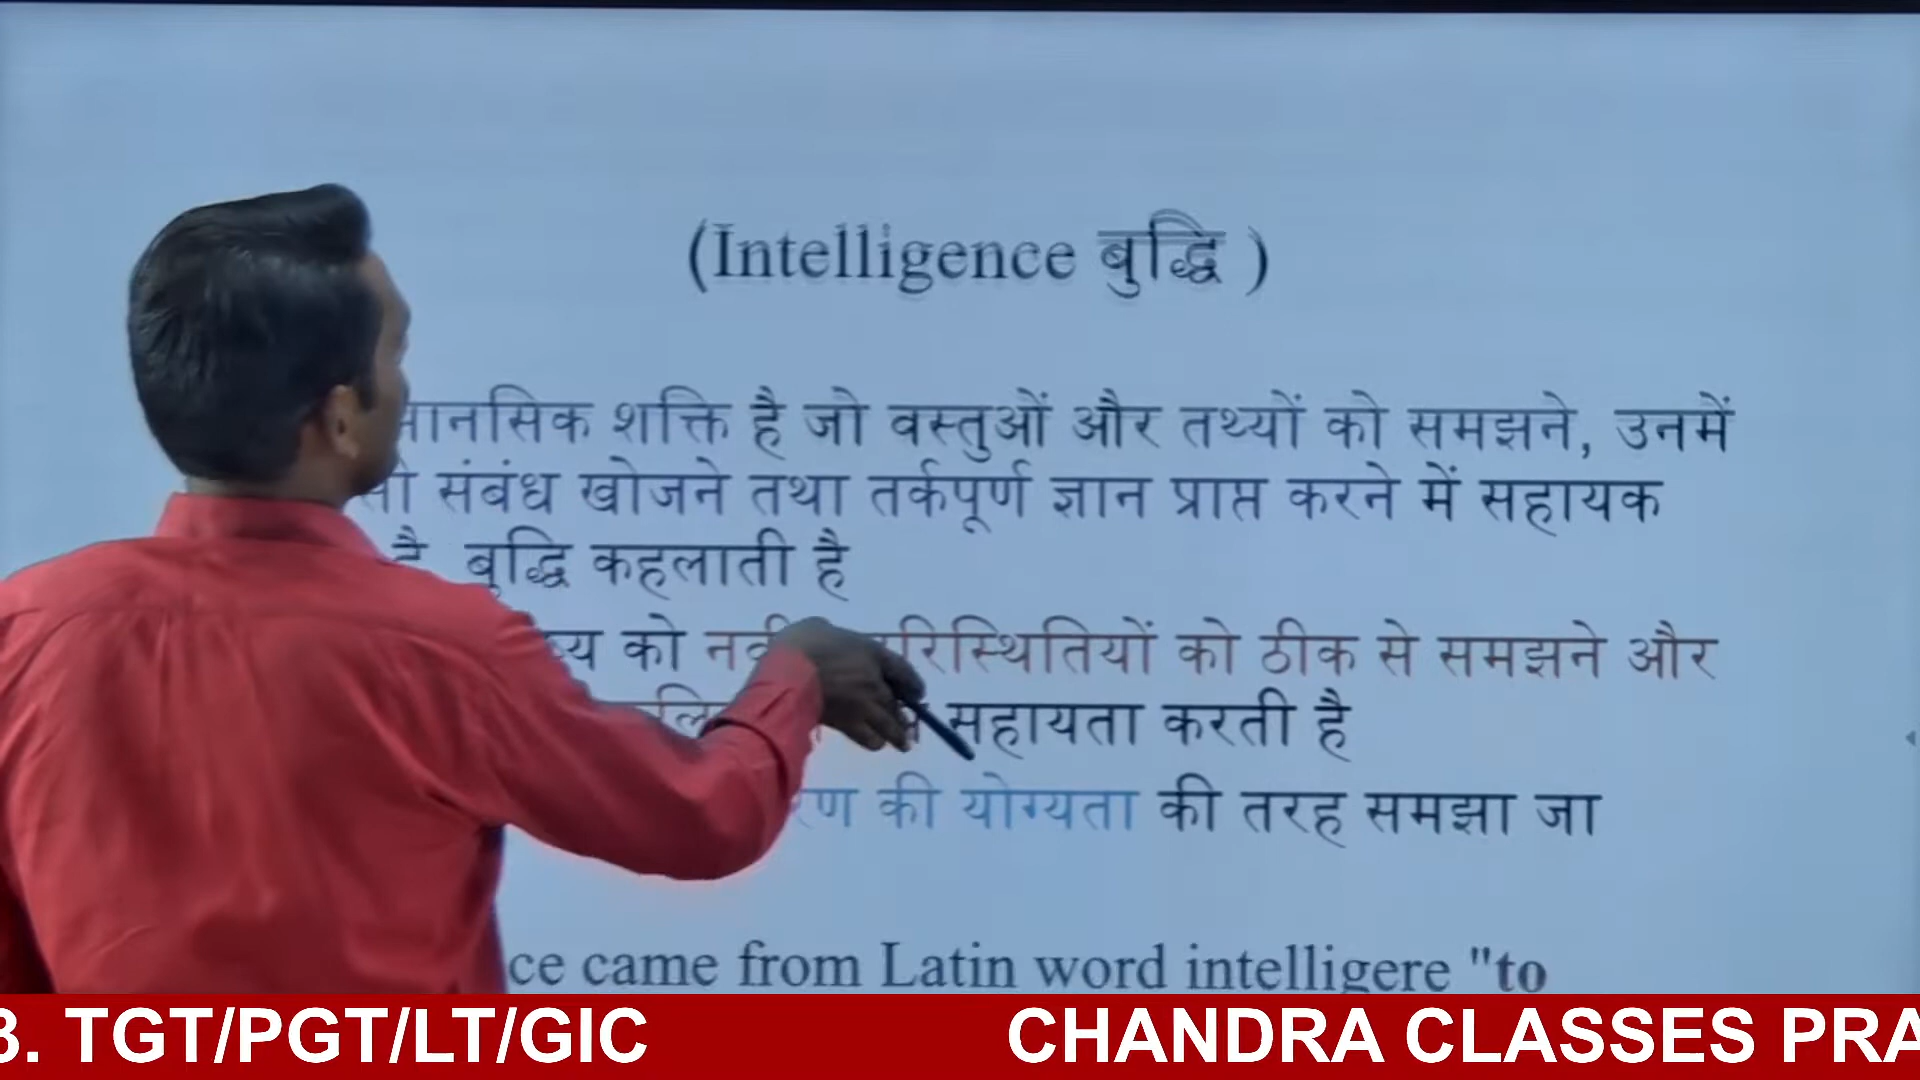 (Intelligence बुद्धि )
मानसिक शक्ति है जो वस्तुओं और तथ्यों को समझने, उनमें
संबंध खोजने तथा तर्कपूर्ण ज्ञान प्राप्त करने में सहायक
है, बुद्धि कहलाती है
को परिस्थितियों को ठीक से समझने और
सहायता करती है
की योग्यता की तरह समझा जा
came from Latin word intelligere "to
3. TGT/PGT/LT/GIC CHANDRA CLASSES PRA